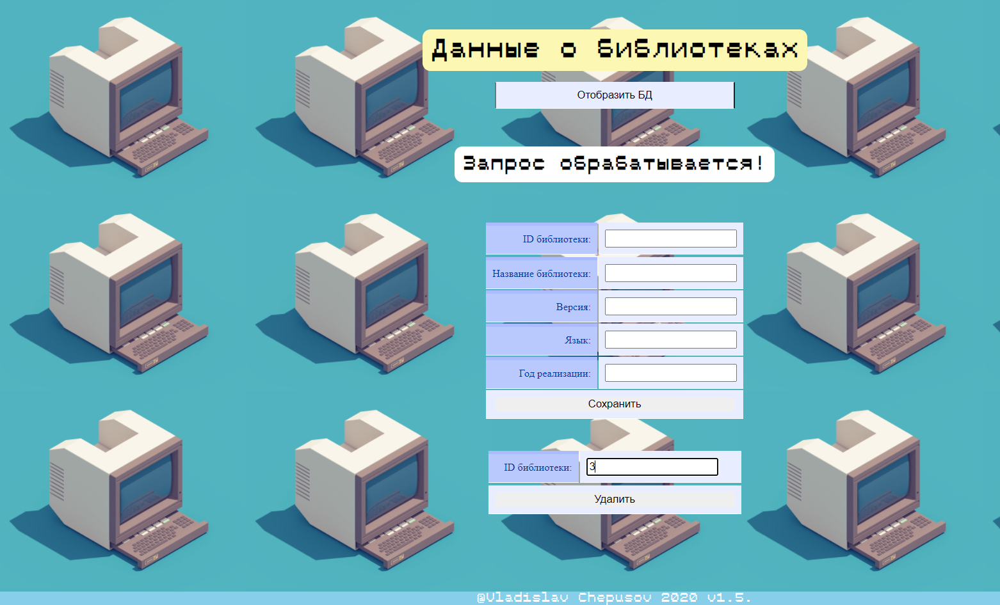 Данные о библиотеках
Отобразить БД
Запрос обрабатывается!
ID библиотеки:
Название библиотеки:
Версия:
Язык:
Год реализации:
Сохранить
ID библиотеки: 3
Удалить
@Vladislav Chepusov 2020 v1.5.